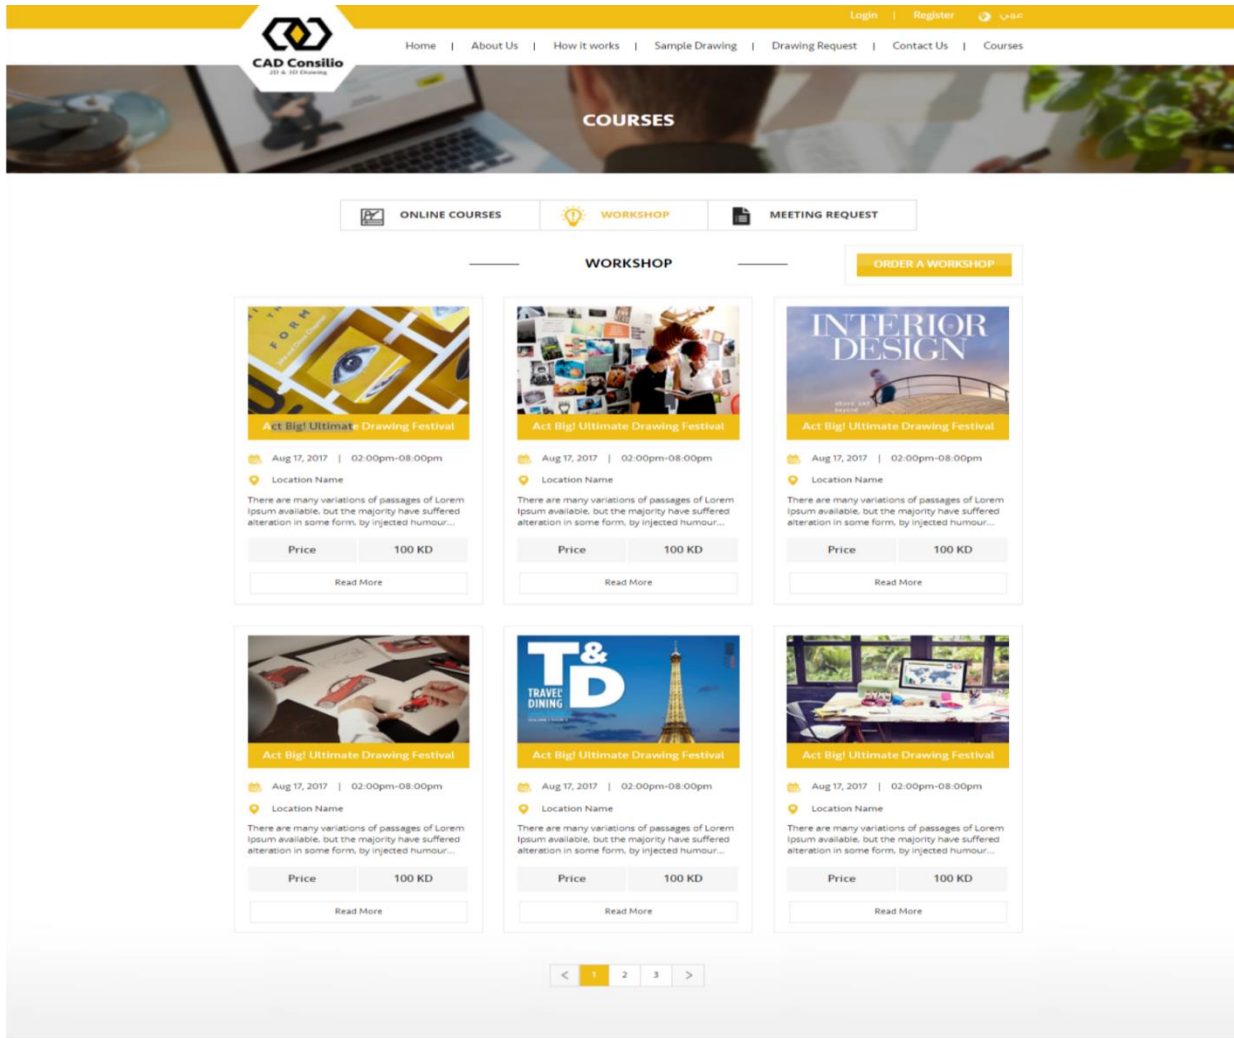 Login | Register عربي
CAD Consilio
2D & 3D Drawing
Home | About Us | How it works | Sample Drawing | Drawing Request | Contact Us | Courses
COURSES
ONLINE COURSES WORKSHOP MEETING REQUEST
WORKSHOP
ORDER A WORKSHOP
FORM
INTERIOR
DESIGN
above and
beyond
Act Big! Ultimate Drawing Festival
Aug 17, 2017 | 02:00pm-08:00pm
Location Name
There are many variations of passages of Lorem
Ipsum available, but the majority have suffered
alteration in some form, by injected humour...
Price 100 KD
Read More
Act Big! Ultimate Drawing Festival
Aug 17, 2017 | 02:00pm-08:00pm
Location Name
There are many variations of passages of Lorem
Ipsum available, but the majority have suffered
alteration in some form, by injected humour...
Price 100 KD
Read More
Act Big! Ultimate Drawing Festival
Aug 17, 2017 | 02:00pm-08:00pm
Location Name
There are many variations of passages of Lorem
Ipsum available, but the majority have suffered
alteration in some form, by injected humour...
Price 100 KD
Read More
Act Big! Ultimate Drawing Festival
Aug 17, 2017 | 02:00pm-08:00pm
Location Name
There are many variations of passages of Lorem
Ipsum available, but the majority have suffered
alteration in some form, by injected humour...
Price 100 KD
Read More
T&D
TRAVEL
DINING
Act Big! Ultimate Drawing Festival
Aug 17, 2017 | 02:00pm-08:00pm
Location Name
There are many variations of passages of Lorem
Ipsum available, but the majority have suffered
alteration in some form, by injected humour...
Price 100 KD
Read More
Act Big! Ultimate Drawing Festival
Aug 17, 2017 | 02:00pm-08:00pm
Location Name
There are many variations of passages of Lorem
Ipsum available, but the majority have suffered
alteration in some form, by injected humour...
Price 100 KD
Read More
< 1 2 3 >